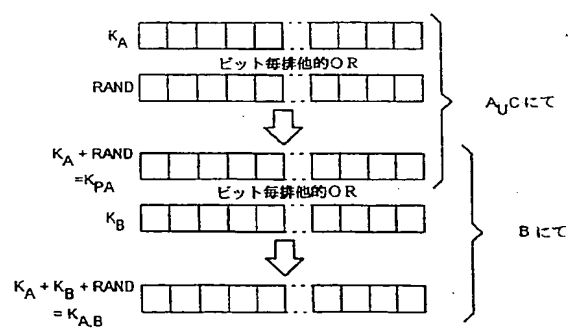 K_A
ビット毎排他的OR
RAND
A_UCにて
K_A + RAND
=K_PA
ビット毎排他的OR
K_B
Bにて
K_A + K_B + RAND
= K_A,B